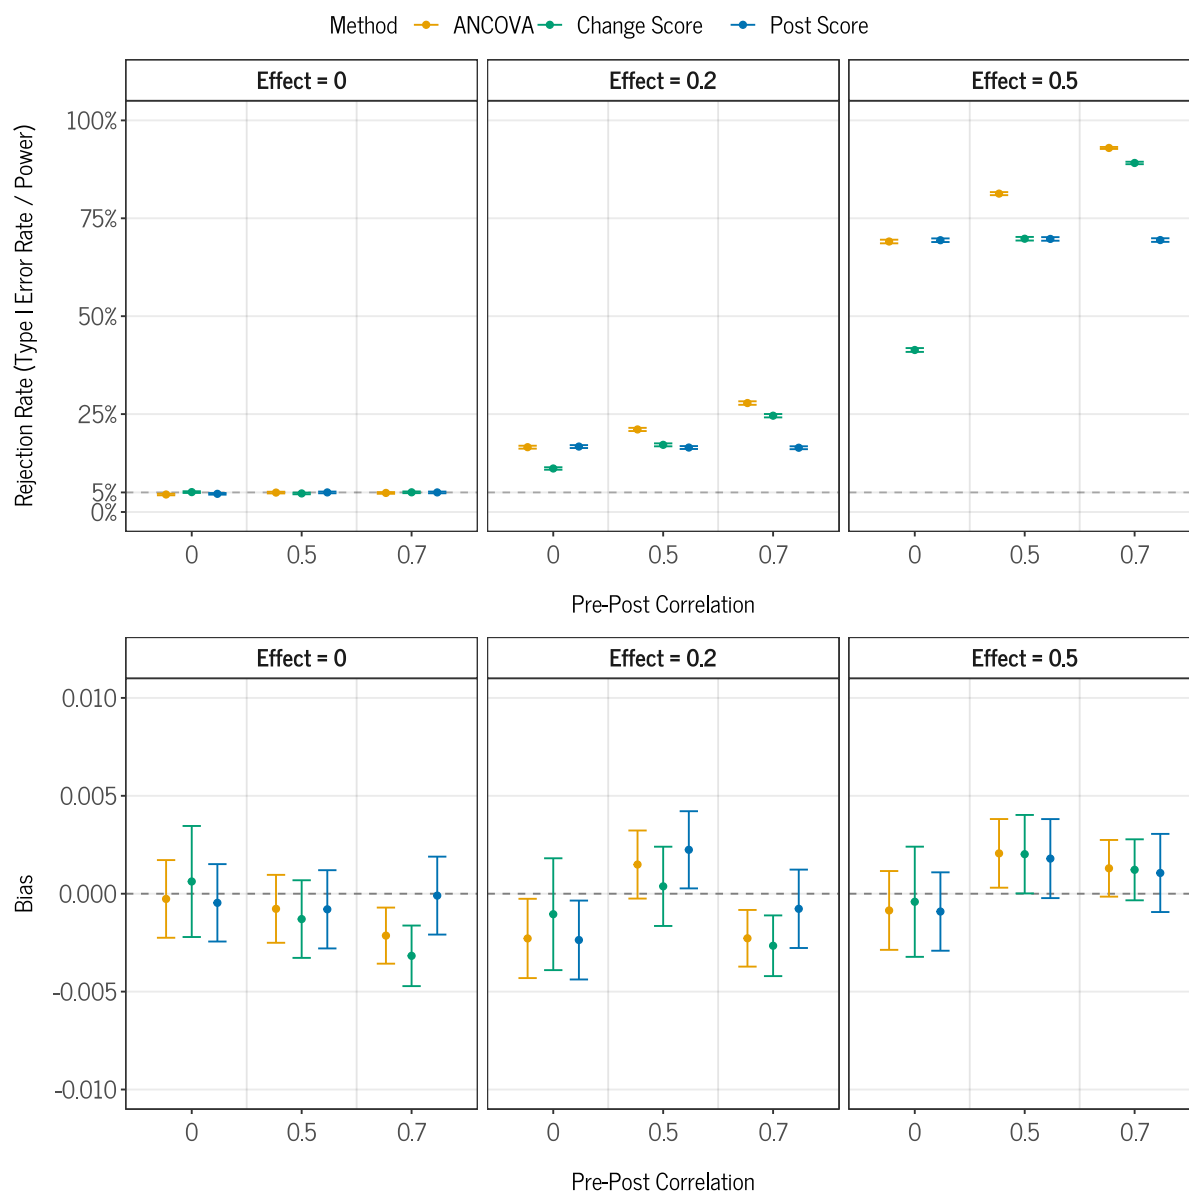 Method ANCOVA Change Score Post Score
Effect = 0 Effect = 0.2 Effect = 0.5
Rejection Rate (Type I Error Rate / Power)
100%
75%
50%
25%
5%
0%
0 0.5 0.7 0 0.5 0.7 0 0.5 0.7
Pre-Post Correlation
Effect = 0 Effect = 0.2 Effect = 0.5
Bias
0.010
0.005
0.000
-0.005
-0.010
0 0.5 0.7 0 0.5 0.7 0 0.5 0.7
Pre-Post Correlation